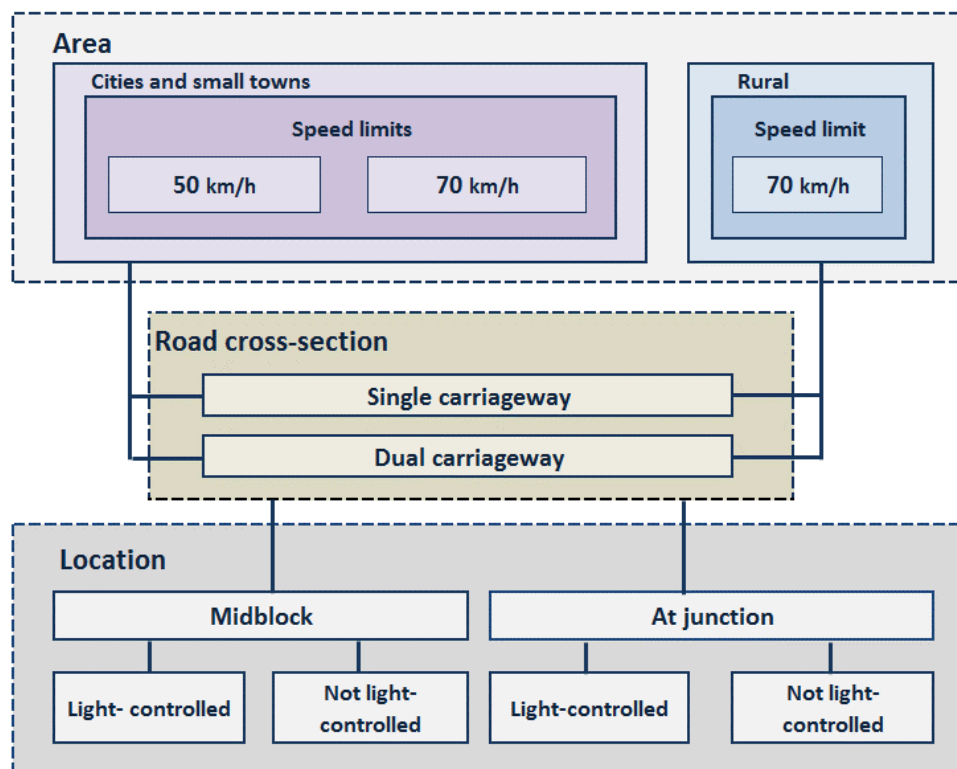 Area
Cities and small towns
Speed limits
50 km/h
70 km/h
Rural
Speed limit
70 km/h
Road cross-section
Single carriageway
Dual carriageway
Location
Midblock
Light- controlled
Not light-
controlled
At junction
Light-controlled
Not light-
controlled